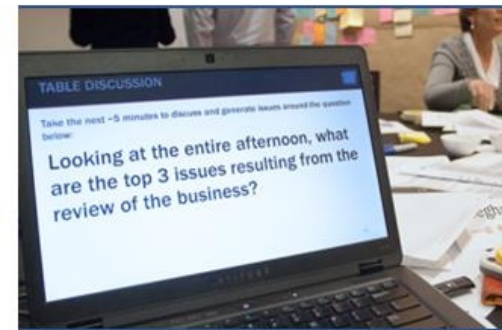 TABLE DISCUSSION
Take the next ~5 minutes to discuss and generate issues around the question
below:
Looking at the entire afternoon, what
are the top 3 issues resulting from the
review of the business?